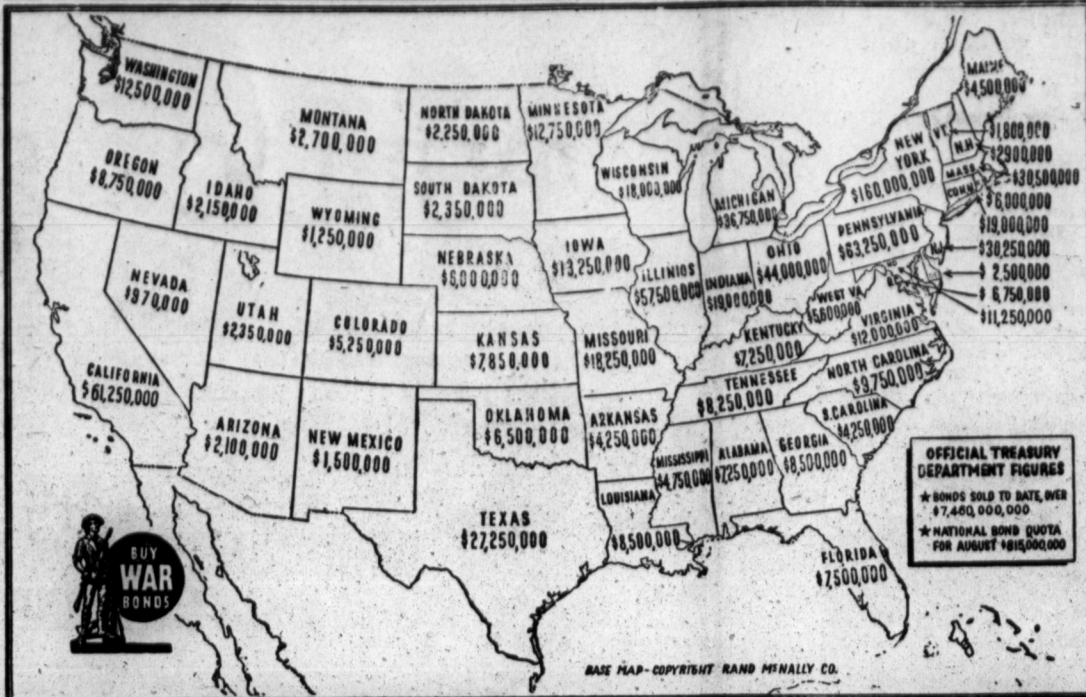 WASHINGTON
$12,500,000
OREGON
$8,750,000
IDAHO
$2,150,000
MONTANA
$2,700,000
WYOMING
$1,250,000
NEVADA
$970,000
UTAH
$2,350,000
COLORADO
$5,250,000
CALIFORNIA
$61,250,000
ARIZONA
$2,100,000
NEW MEXICO
$1,500,000
NORTH DAKOTA
$2,250,000
SOUTH DAKOTA
$2,350,000
NEBRASKA
KANSAS
$7,850,000
OKLAHOMA
$6,500,000
TEXAS
$27,250,000
MINNESOTA
$12,750,000
IOWA
$13,250,000
MISSOURI
$18,250,000
ARKANSAS
$4,250,000
LOUISIANA
$8,500,000
WISCONSIN
$18,000,000
ILLINIOS
$57,500,000
MICHIGAN
$36,750,000
INDIANA
$19,000,000
OHIO
$44,000,000
KENTUCKY
$7,250,000
TENNESSEE
$8,250,000
MISSISSIPPI
$4,750,000
ALABAMA
$7,250,000
GEORGIA
$8,500,000
FLORIDA
$7,500,000
S.CAROLINA
$4,250,000
NORTH CAROLINA
$9,750,000
VIRGINIA
$12,000,000
WEST VA.
$5,600,000
PENNSYLVANIA
$63,250,000
NEW
YORK
$160,000,000
MAINE
$4,500,000
VT.
N.H.
MASS.
CONN.
N.J.
$1,800,000
$2900,000
$30,500,000
$6,000,000
$19,000,000
$30,250,000
$ 2,500,000
$ 6,750,000
$11,250,000
OFFICIAL TREASURY
DEPARTMENT FIGURES
★ BONDS SOLD TO DATE, OVER
$7,460,000,000
★ NATIONAL BOND QUOTA
FOR AUGUST $815,000,000
BUY
WAR
BONDS
BASE MAP - COPYRIGHT RAND MCNALLY CO.